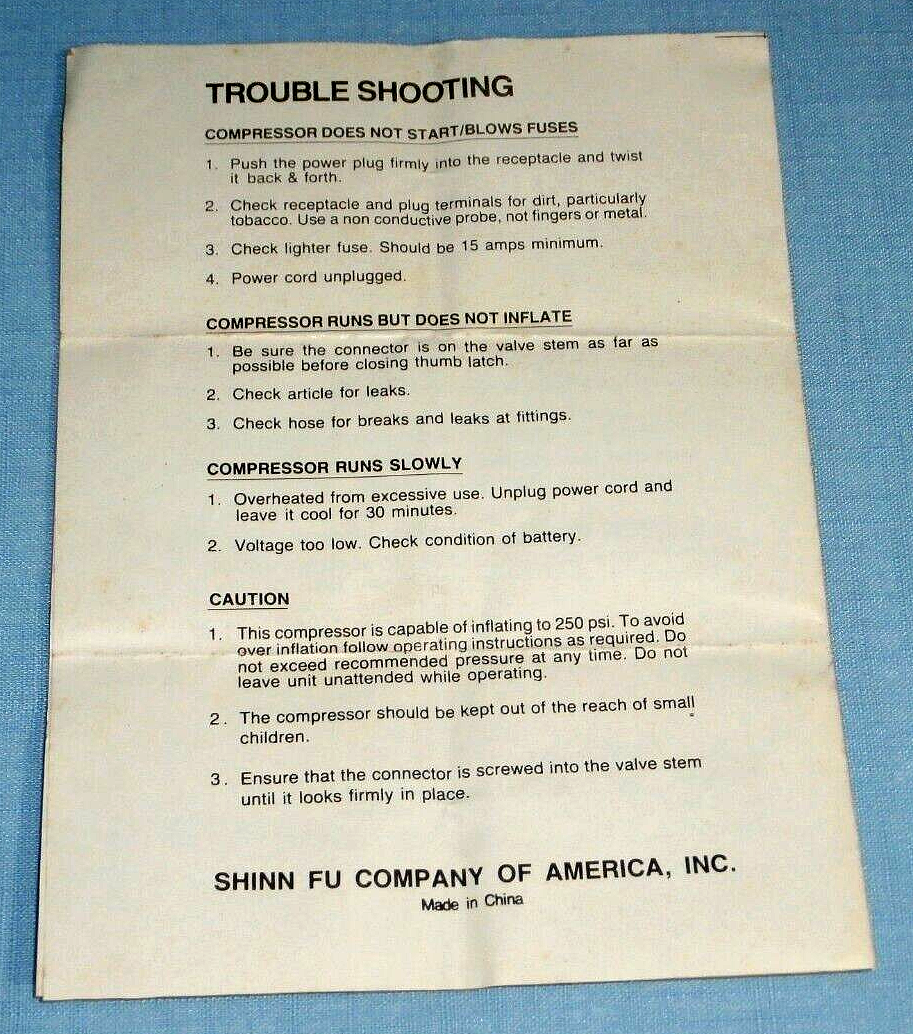 TROUBLE SHOOTING
COMPRESSOR DOES NOT START/BLOWS FUSES
1. Push the power plug firmly into the receptacle and twist
it back & forth.
2. Check receptacle and plug terminals for dirt, particularly
tobacco. Use a non conductive probe, not fingers or metal.
3. Check lighter fuse. Should be 15 amps minimum.
4. Power cord unplugged.
COMPRESSOR RUNS BUT DOES NOT INFLATE
1. Be sure the connector is on the valve stem as far as
possible before closing thumb latch.
2. Check article for leaks.
3. Check hose for breaks and leaks at fittings.
COMPRESSOR RUNS SLOWLY
1. Overheated from excessive use. Unplug power cord and
leave it cool for 30 minutes.
2. Voltage too low. Check condition of battery.
CAUTION
1. This compressor is capable of inflating to 250 psi. To avoid
over inflation follow operating instructions as required. Do
not exceed recommended pressure at any time. Do not
leave unit unattended while operating.
2. The compressor should be kept out of the reach of small
children.
3. Ensure that the connector is screwed into the valve stem
until it looks firmly in place.
SHINN FU COMPANY OF AMERICA, INC.
Made in China